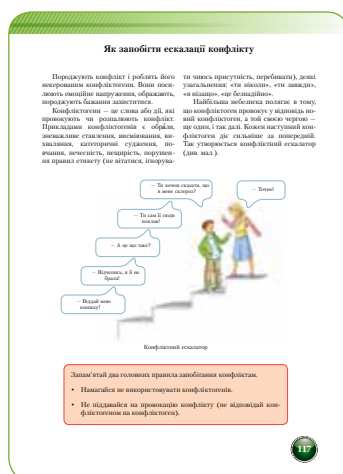 Як запобігти ескалації конфлікту
Породжують конфлікт і роблять його
некерованим конфліктогени. Вони поси-
люють емоційне напруження, ображають,
породжують бажання захиститися.
Конфліктогени — це слова або дії, які
провокують чи розпалюють конфлікт.
Прикладами конфліктогенів є образи,
зневажливе ставлення, висміювання, ви-
хваляння, категоричні судження, по-
вчання, нечесність, нещирість, порушен-
ня правил етикету (не вітатися, ігнорува-
ти чиюсь присутність, перебивати), деякі
узагальнення: «ти ніколи», «ти завжди»,
«я нізащо», «це безнадійно».
Найбільша небезпека полягає в тому,
що конфліктоген провокує у відповідь но-
вий конфліктоген, а той своєю чергою —
ще один, і так далі. Кожен наступний кон-
фліктоген діє сильніше за попередній.
Так утворюється конфліктний ескалатор
(див. мал.).
— Ти хочеш сказати, що
в мене склероз?
— Точно!
— Ти сам її сюди
поклав!
— А це що таке?
— Відчепись, я її не
брала!
— Віддай мою
книжку!
Конфліктний ескалатор
Запам'ятай два головних правила запобігання конфліктам.
• Намагайся не використовувати конфліктогенів.
• Не піддавайся на провокацію конфлікту (не відповідай кон-
фліктогеном на конфліктоген).
117